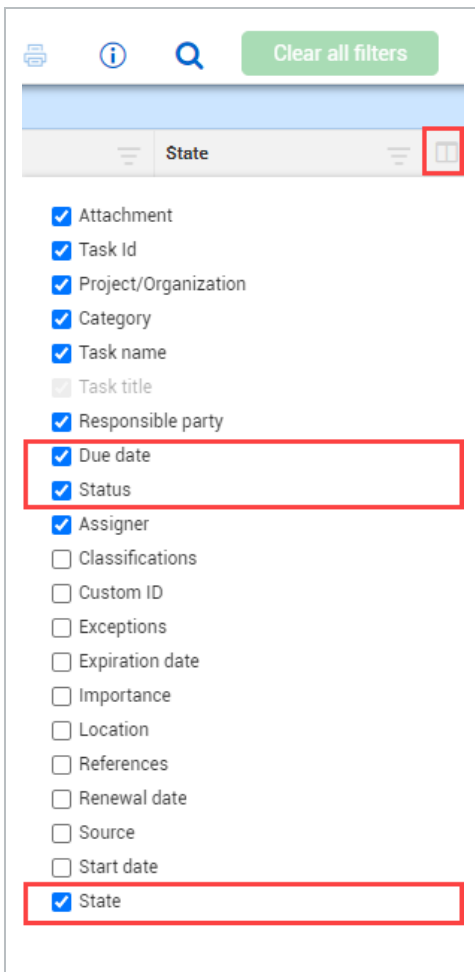 Clear all filters
State
Attachment
Task Id
Project/Organization
Category
Task name
Task title
Responsible party
Due date
Status
Assigner
Classifications
Custom ID
Exceptions
Expiration date
Importance
Location
References
Renewal date
Source
Start date
State